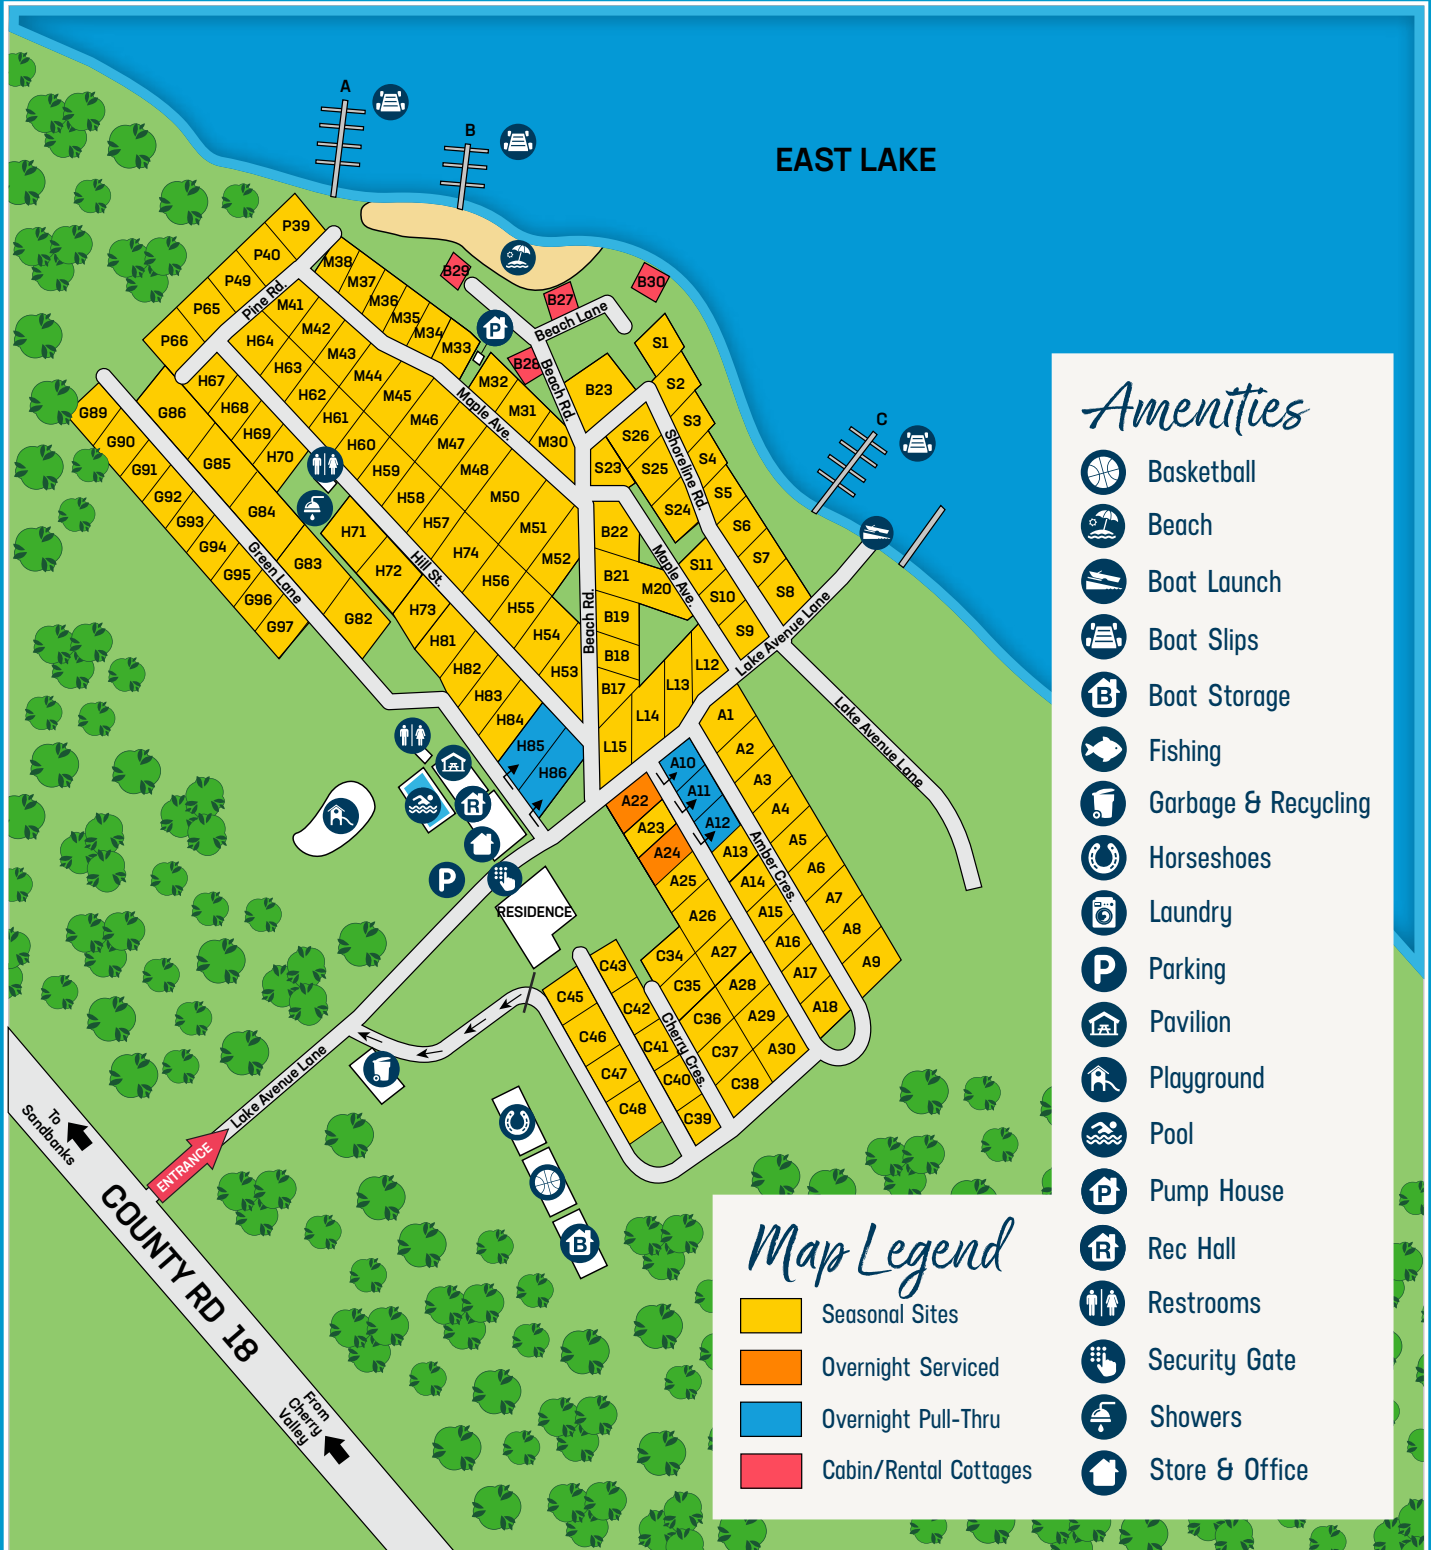 A
B
EAST LAKE
P39
P40
P49
P65
P66
Pine Rd.
M38
M37
M36
M35
M34
M33
B29
B27
B30
B28
Beach Lane
Beach Rd.
P
M41
M42
M43
M44
M45
M46
M47
M48
M50
M51
M52
Maple Ave.
M32
M31
M30
B23
S1
S2
S3
S4
S5
S6
S7
S8
Shoreline Rd.
S26
S25
S24
S23
C
H64
H63
H62
H61
H60
H59
H58
H57
H74
H56
H55
H54
H53
H67
H68
H69
H70
H71
H72
H73
H81
H82
H83
H84
H85
H86
Hill St.
G89
G90
G91
G92
G93
G94
G95
G96
G97
Green Lane
G86
G85
G84
G83
G82
B22
B21
B19
B18
B17
Beach Rd.
M20
Maple Ave.
S11
S10
S9
L12
L13
L14
L15
Lake Avenue Lane
Lake Avenue Lane
A1
A2
A3
A4
A5
A6
A7
A8
A9
A10
A11
A12
A13
A14
A15
A16
A17
A18
Amber Cres.
A22
A23
A24
A25
A26
A27
A28
A29
A30
R
P
RESIDENCE
C34
C35
C36
C37
C38
C43
C42
C41
C40
C39
Cherry Cres.
C45
C46
C47
C48
B
Lake Avenue Lane
ENTRANCE
To
Sandbanks
COUNTY RD 18
From
Cherry
Valley
Amenities
Basketball
Beach
Boat Launch
Boat Slips
B Boat Storage
Fishing
Garbage & Recycling
Horseshoes
Laundry
P Parking
Pavilion
Playground
Pool
P Pump House
R Rec Hall
Restrooms
Security Gate
Showers
Store & Office
Map Legend
Seasonal Sites
Overnight Serviced
Overnight Pull-Thru
Cabin/Rental Cottages